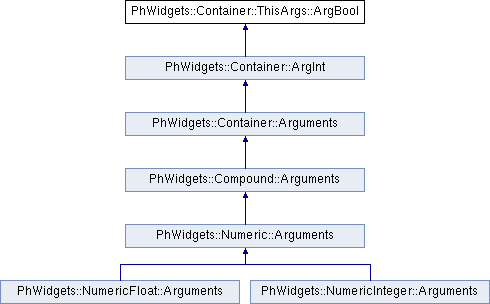 PhWidgets::Container::ThisArgs::ArgBool
PhWidgets::Container::ArgInt
PhWidgets::Container::Arguments
PhWidgets::Compound::Arguments
PhWidgets::Numeric::Arguments
PhWidgets::NumericFloat::Arguments
PhWidgets::NumericInteger::Arguments